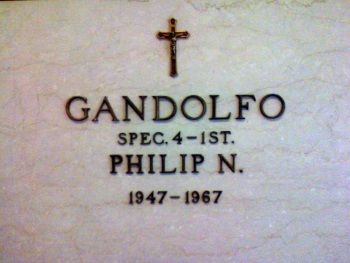 GANDOLFO
SPEC. 4-1ST.
PHILIP N.
1947-1967